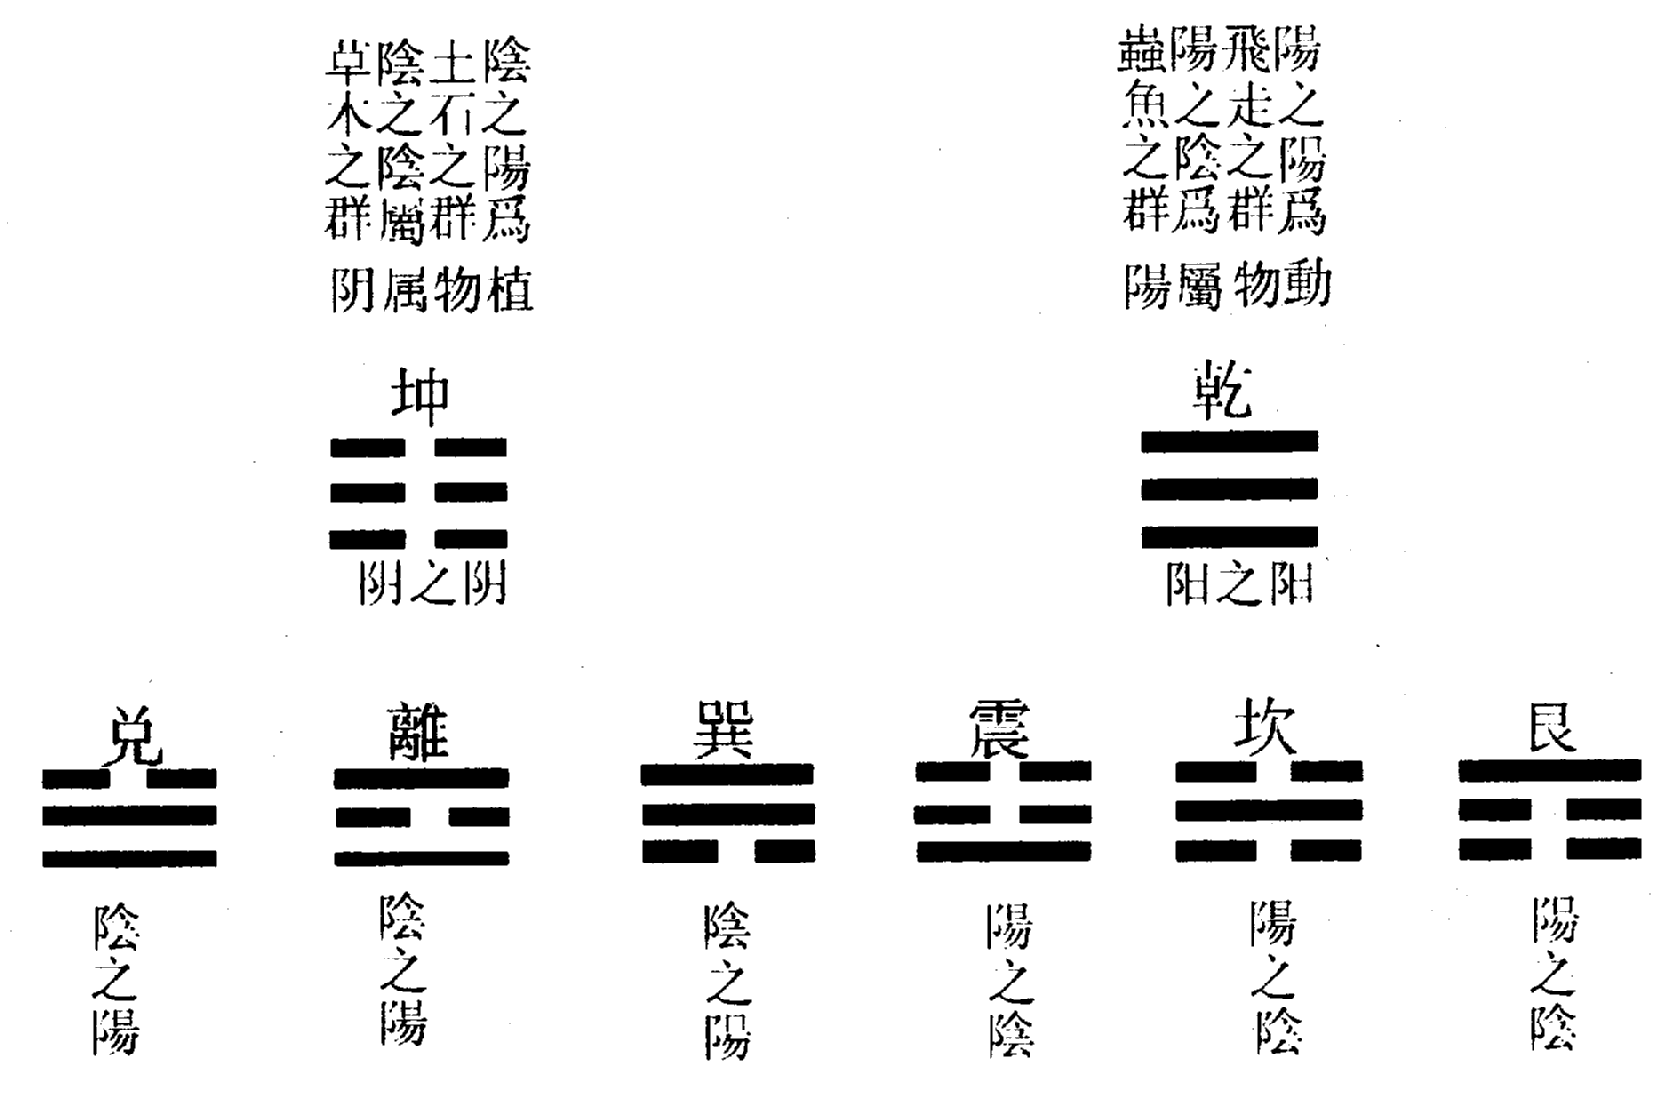 陽之陽爲
飛走之群
陽之陰爲
蟲魚之群
動物屬陽
乾
阳之阳
陰之陽爲
土石之群
陰之陰屬
草木之群
植物属阴
坤
阴之阴
艮
陽之陰
坎
陽之陰
震
陽之陰
巽
陰之陽
離
陰之陽
兑
陰之陽